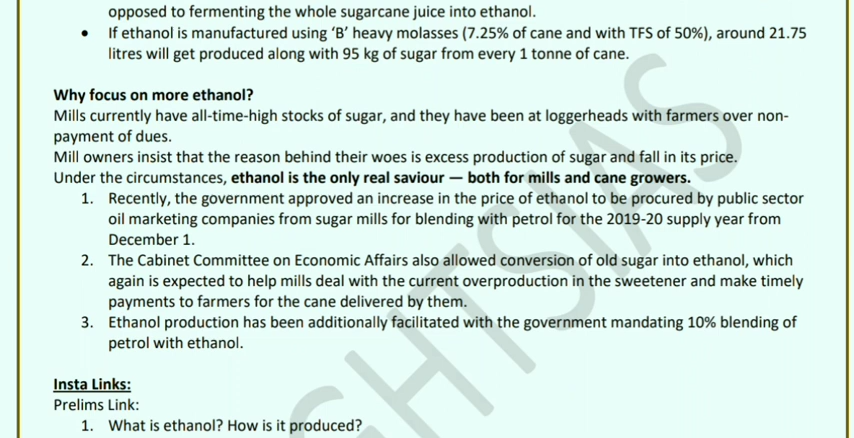 opposed to fermenting the whole sugarcane juice into ethanol.
• If ethanol is manufactured using ‘B’ heavy molasses (7.25% of cane and with TFS of 50%), around 21.75
litres will get produced along with 95 kg of sugar from every 1 tonne of cane.
Why focus on more ethanol?
Mills currently have all-time-high stocks of sugar, and they have been at loggerheads with farmers over non-
payment of dues.
Mill owners insist that the reason behind their woes is excess production of sugar and fall in its price.
Under the circumstances, ethanol is the only real saviour — both for mills and cane growers.
1. Recently, the government approved an increase in the price of ethanol to be procured by public sector
oil marketing companies from sugar mills for blending with petrol for the 2019-20 supply year from
December 1.
2. The Cabinet Committee on Economic Affairs also allowed conversion of old sugar into ethanol, which
again is expected to help mills deal with the current overproduction in the sweetener and make timely
payments to farmers for the cane delivered by them.
3. Ethanol production has been additionally facilitated with the government mandating 10% blending of
petrol with ethanol.
Insta Links:
Prelims Link:
1. What is ethanol? How is it produced?
GHTSIAS